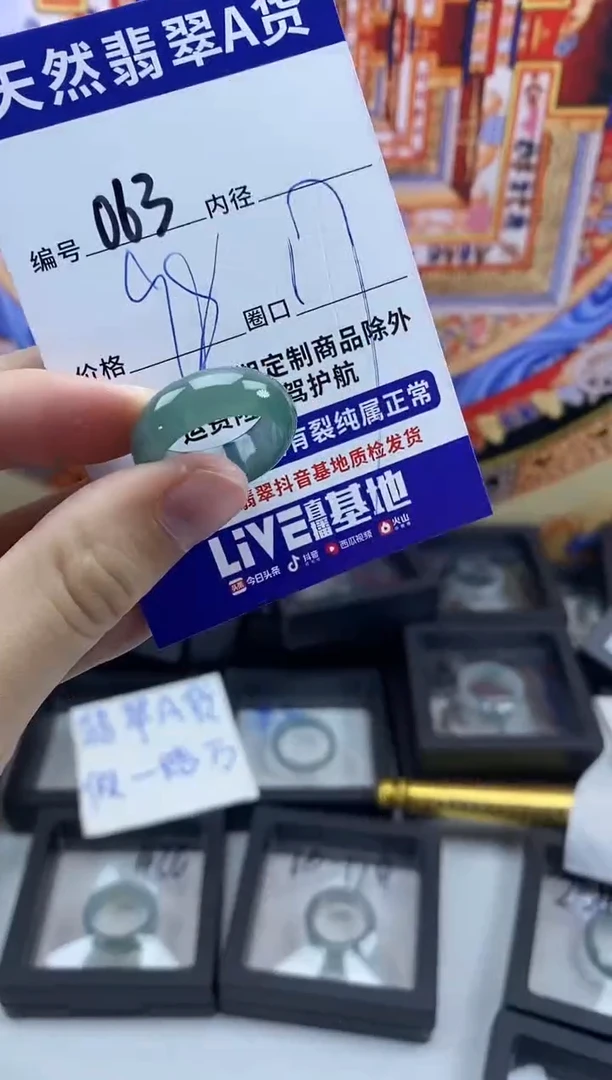 天然翡翠A货
编号 063 内径
价格 98 圈口 17
定制商品除外
运费险 驾护航
有裂纯属正常
翡翠抖音基地质检发货
LiVE直播基地
头条 今日头条 抖音 西瓜视频 火山
翡翠A货
假一赔万